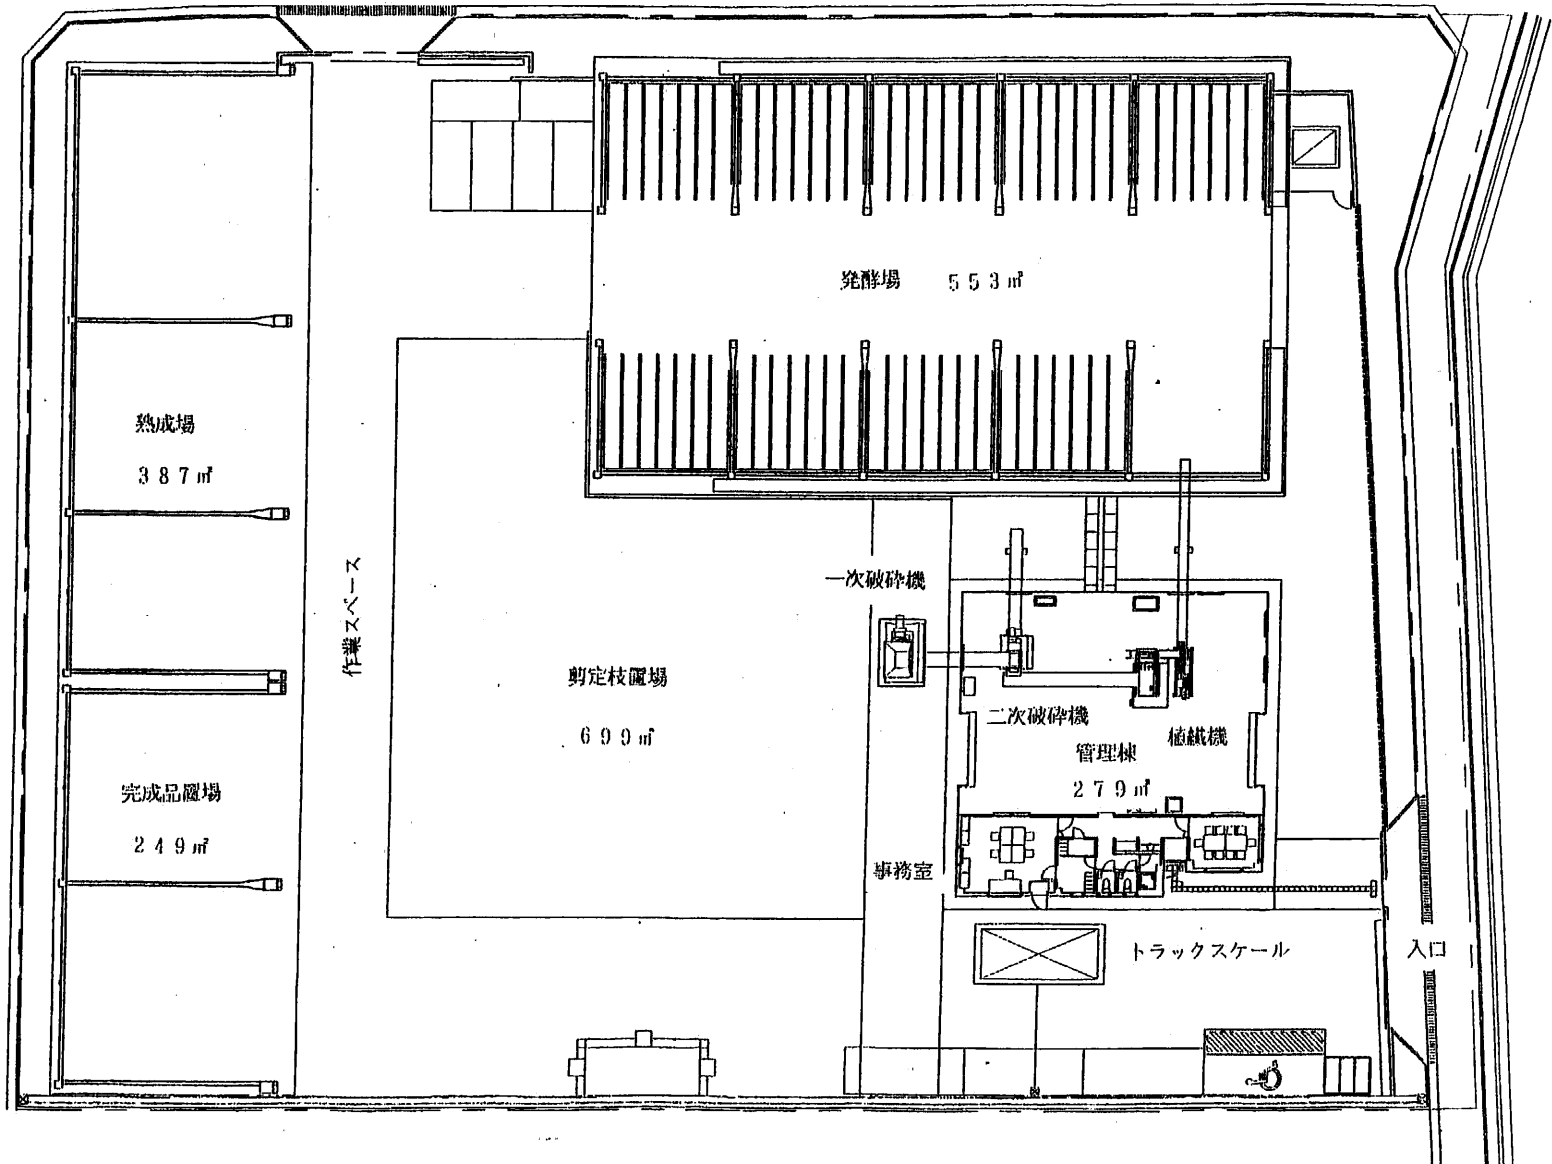 発酵場 553㎡
熟成場
387㎡
作業スペース
一次破砕機
剪定枝置場
699㎡
二次破砕機
植繊機
管理棟
279㎡
完成品置場
249㎡
事務室
トラックスケール
入口